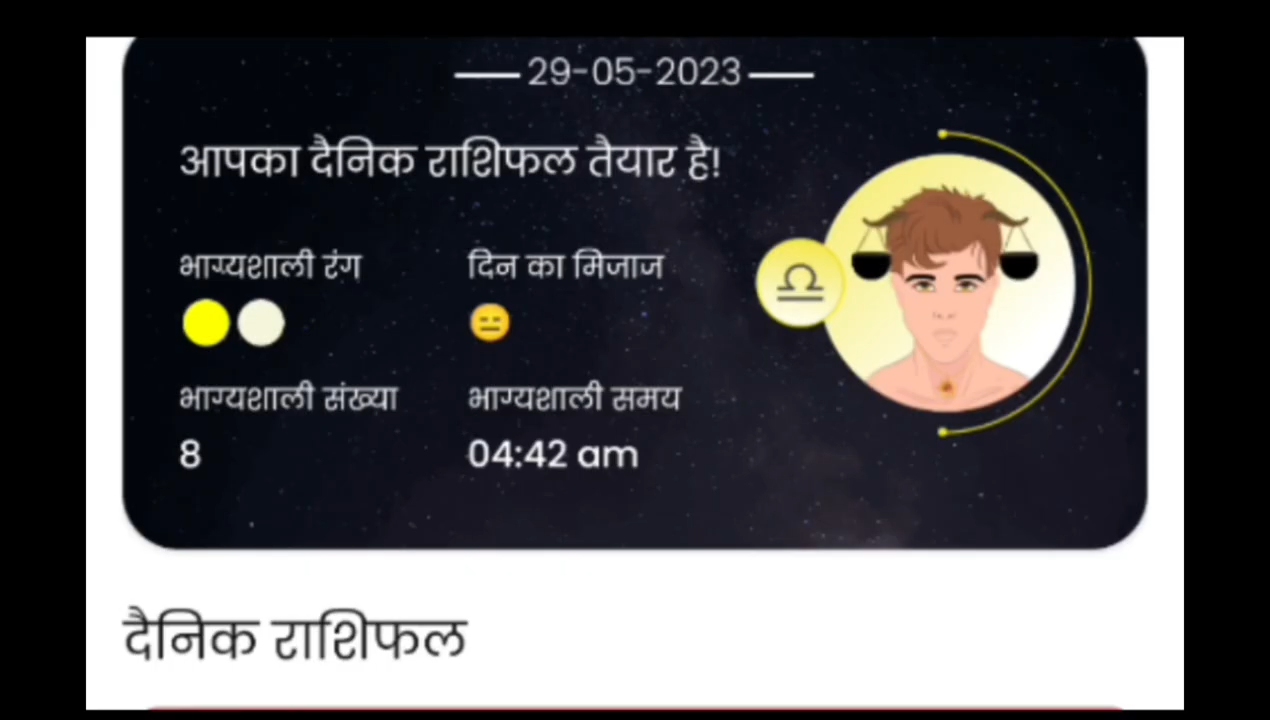 29-05-2023
आपका दैनिक राशिफल तैयार है!
भाग्यशाली रंग
दिन का मिजाज
भाग्यशाली संख्या
भाग्यशाली समय
8
04:42 am
दैनिक राशिफल